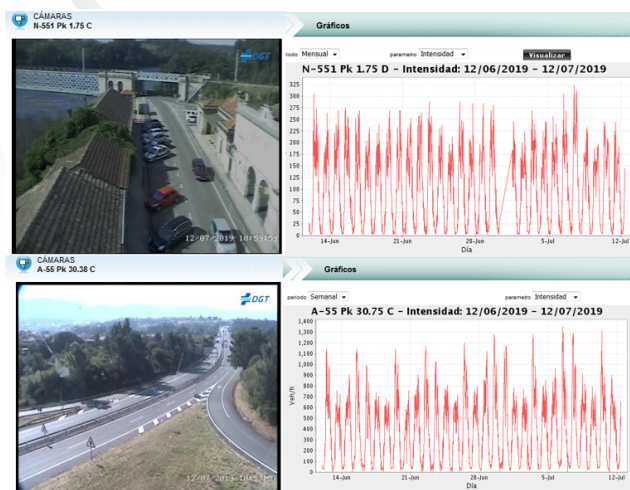 CÁMARAS
N-551 Pk 1.75 C
Gráficos
DGT
12/07/2019 10:59:59
Mensual
parametro Intensidad
Visualizar
N-551 Pk 1.75 D - Intensidad: 12/06/2019 - 12/07/2019
325
300
275
250
225
200
175
150
125
100
75
50
25
0
14-Jun 21-Jun 28-Jun 5-Jul 12-Jul
Día
CÁMARAS
A-55 Pk 30.38 C
Gráficos
DGT
12/07/2019
periodo Semanal
parametro Intensidad
A-55 Pk 30.75 C - Intensidad: 12/06/2019 - 12/07/2019
Veh/h
1,400
1,300
1,200
1,100
1,000
900
800
700
600
500
400
300
200
100
0
14-Jun 21-Jun 28-Jun 5-Jul 12-Jul
Día